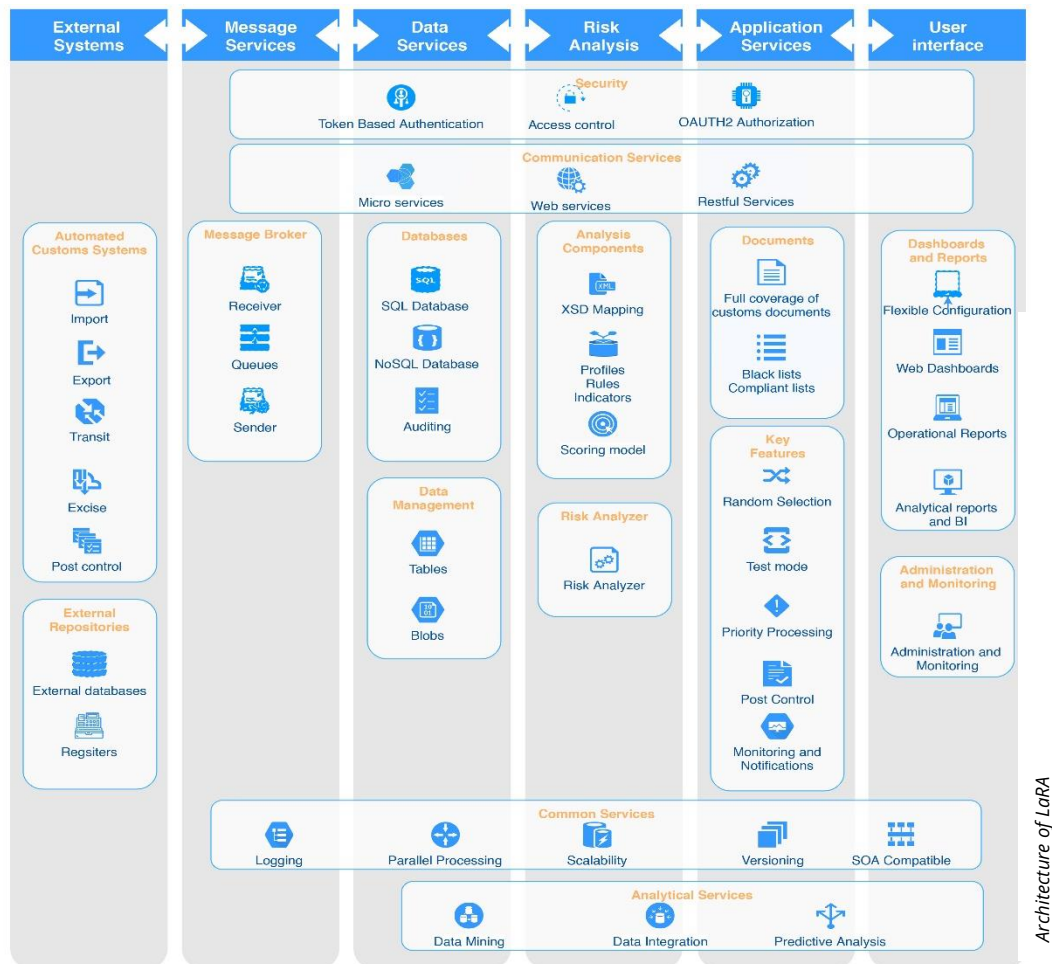 External
Systems
Message
Services
Data
Services
Risk
Analysis
Application
Services
User
interface
Security
Token Based Authentication
Access control
OAUTH2 Authorization
Communication Services
Micro services
Web services
Restful Services
Automated
Customs Systems
Import
Export
Transit
Excise
Post control
External
Repositories
External databases
Regsiters
Message Broker
Receiver
Queues
Sender
Databases
SQL
SQL Database
NoSQL Database
Auditing
Data
Management
Tables
10
01
Blobs
Analysis
Components
XML
XSD Mapping
Profiles
Rules
Indicators
Scoring model
Risk Analyzer
Risk Analyzer
Documents
Full coverage of
customs documents
Black lists
Compliant lists
Key
Features
Random Selection
Test mode
Priority Processing
Post Control
Monitoring and
Notifications
Dashboards
and Reports
Flexible Configuration
Web Dashboards
Operational Reports
Analytical reports
and BI
Administration
and Monitoring
Administration and
Monitoring
Common Services
Logging
Parallel Processing
Scalability
Versioning
SOA Compatible
Analytical Services
Data Mining
Data Integration
Predictive Analysis
Architecture of LaRA